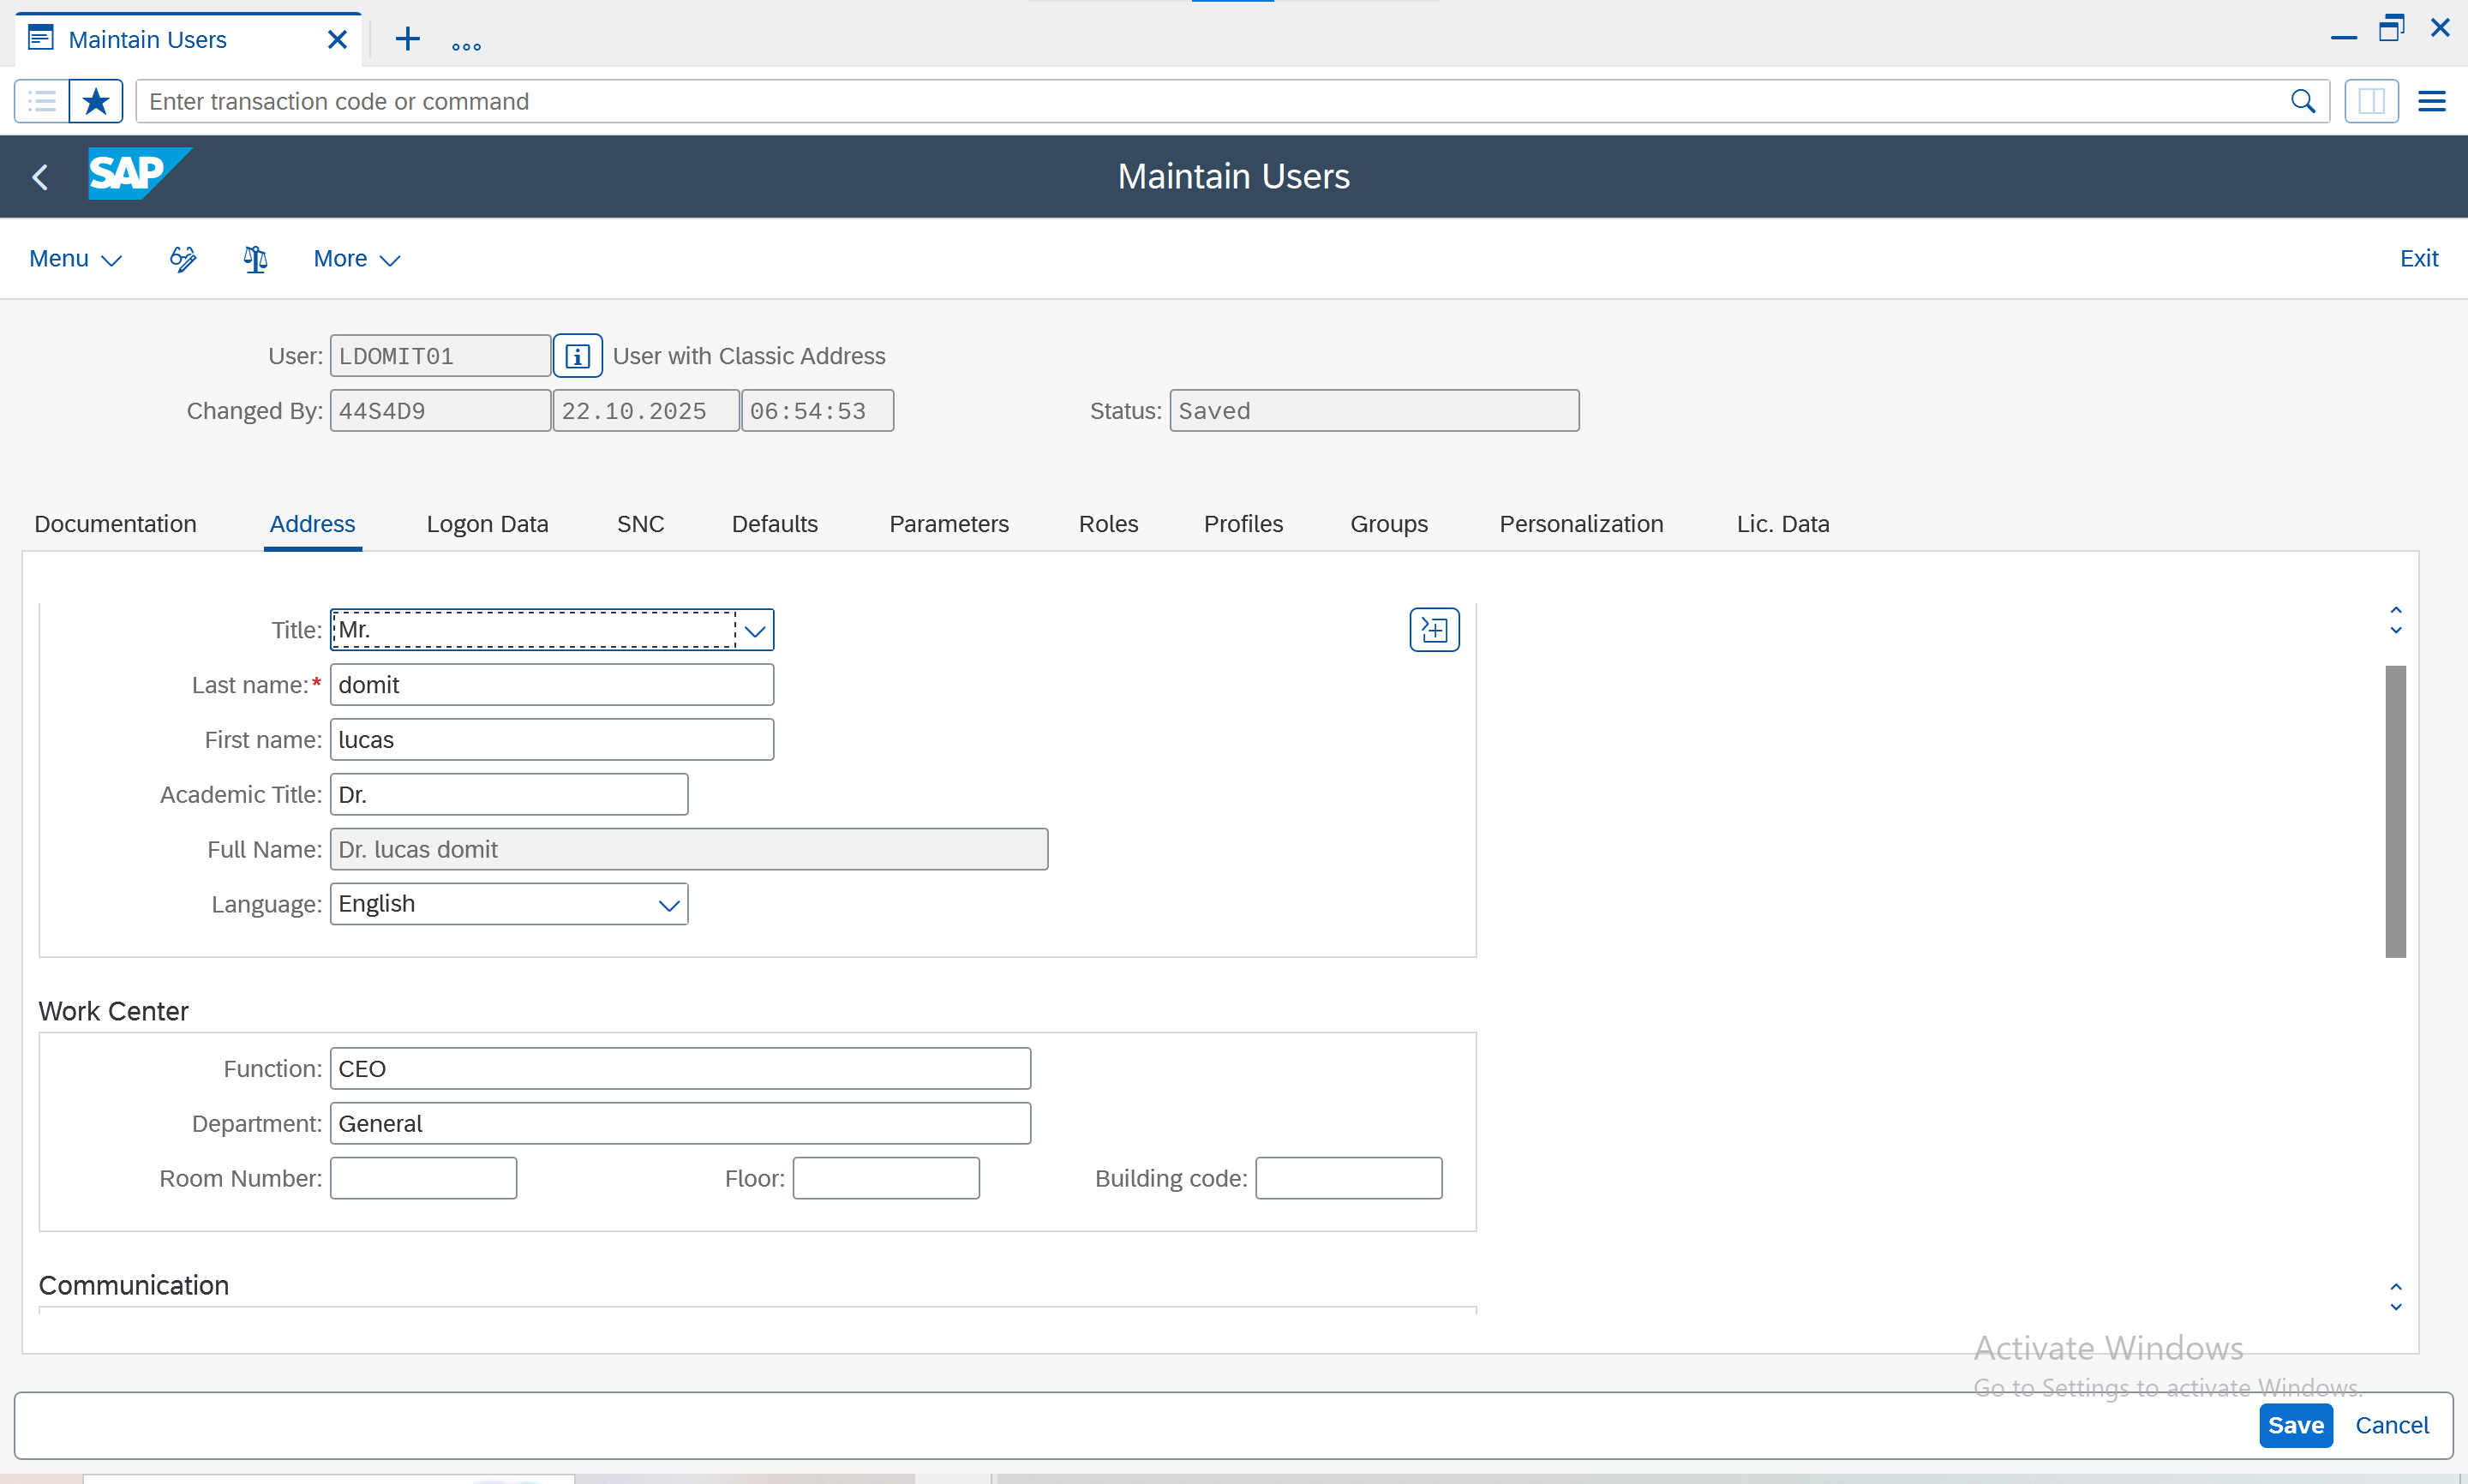 Maintain Users
Enter transaction code or command
SAP
Maintain Users
Menu More Exit
User: LDOMIT01 User with Classic Address
Changed By: 44S4D9 22.10.2025 06:54:53 Status: Saved
Documentation Address Logon Data SNC Defaults Parameters Roles Profiles Groups Personalization Lic. Data
Title: Mr.
Last name:* domit
First name: lucas
Academic Title: Dr.
Full Name: Dr. lucas domit
Language: English
Work Center
Function: CEO
Department: General
Room Number: Floor: Building code:
Communication
Activate Windows
Go to Settings to activate Windows.
Save Cancel